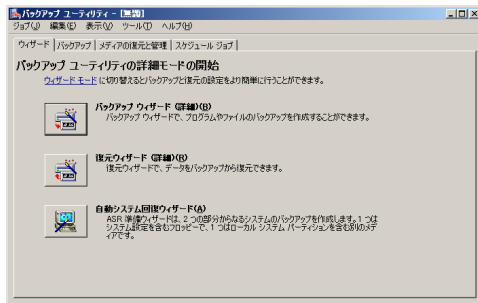 バックアップ ユーティリティ - [無題]
ジョブ(J) 編集(E) 表示(V) ツール(T) ヘルプ(H)
ウィザード バックアップ メディアの復元と管理 スケジュール ジョブ
バックアップ ユーティリティの詳細モードの開始
ウィザード モード に切り替えるとバックアップと復元の設定をより簡単に行うことができます。
バックアップ ウィザード (詳細)(B)
バックアップ ウィザードで、プログラムやファイルのバックアップを作成することができます。
復元ウィザード (詳細)(R)
復元ウィザードで、データをバックアップから復元できます。
自動システム回復ウィザード(A)
ASR 準備ウィザードは、2 つの部分からなるシステムのバックアップを作成します。1 つは
システム設定を含むフロッピーで、1 つはローカル システム パーティションを含む別のメデ
ィアです。